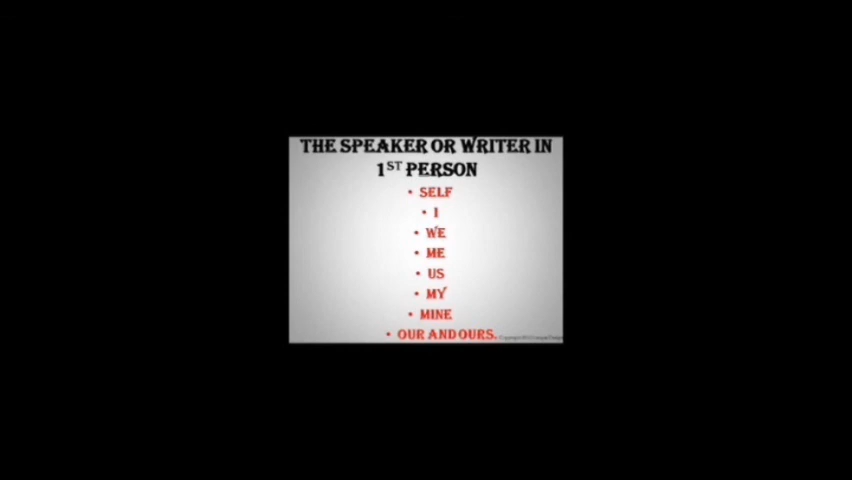 THE SPEAKER OR WRITER IN
1ST PERSON
• SELF
• I
• WE
• ME
• US
• MY
• MINE
• OUR AND OURS.